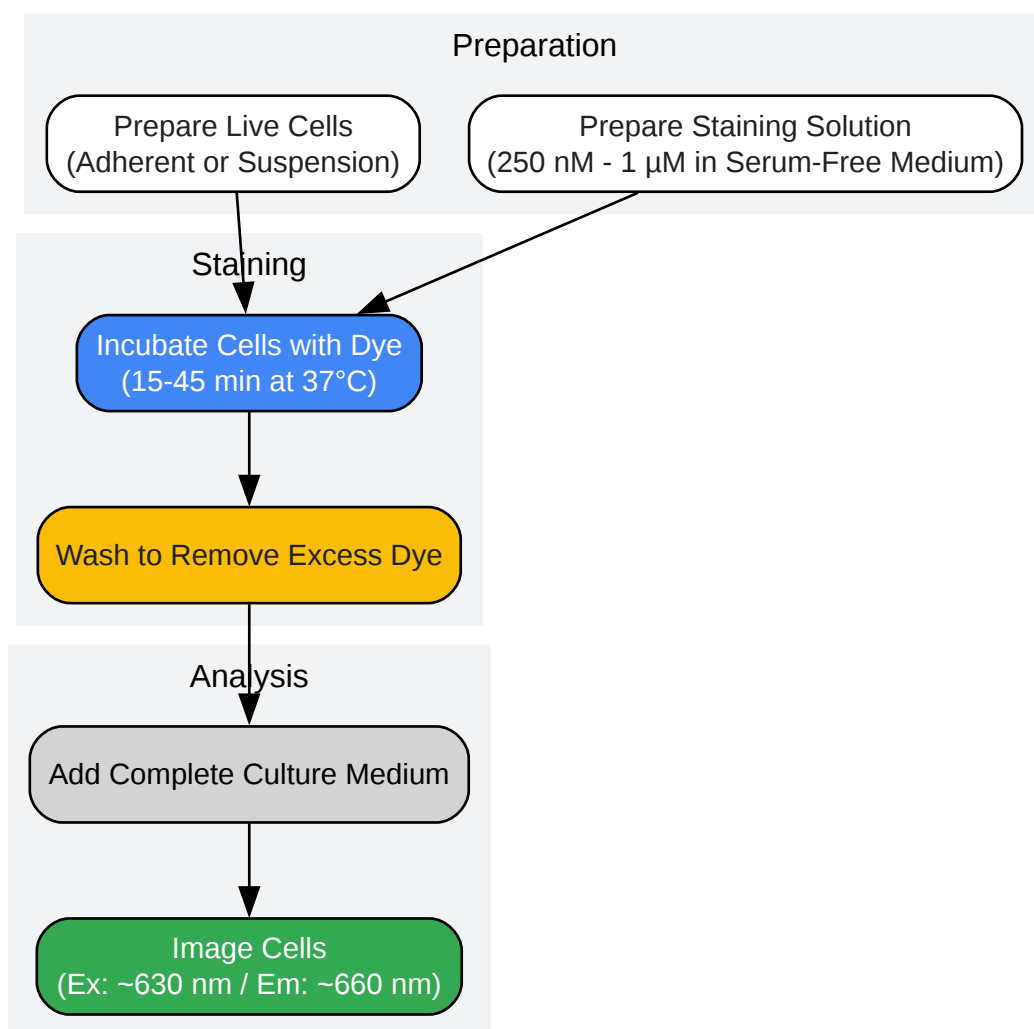 Preparation
Prepare Live Cells
(Adherent or Suspension)
Prepare Staining Solution
(250 nM - 1 µM in Serum-Free Medium)
Staining
Incubate Cells with Dye
(15-45 min at 37°C)
Wash to Remove Excess Dye
Analysis
Add Complete Culture Medium
Image Cells
(Ex: ~630 nm / Em: ~660 nm)